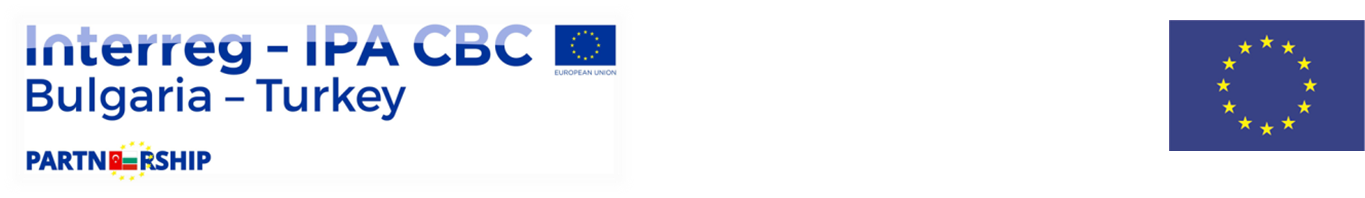 Interreg – IPA CBC
EUROPEAN UNION
Bulgaria – Turkey
PARTNERSHIP